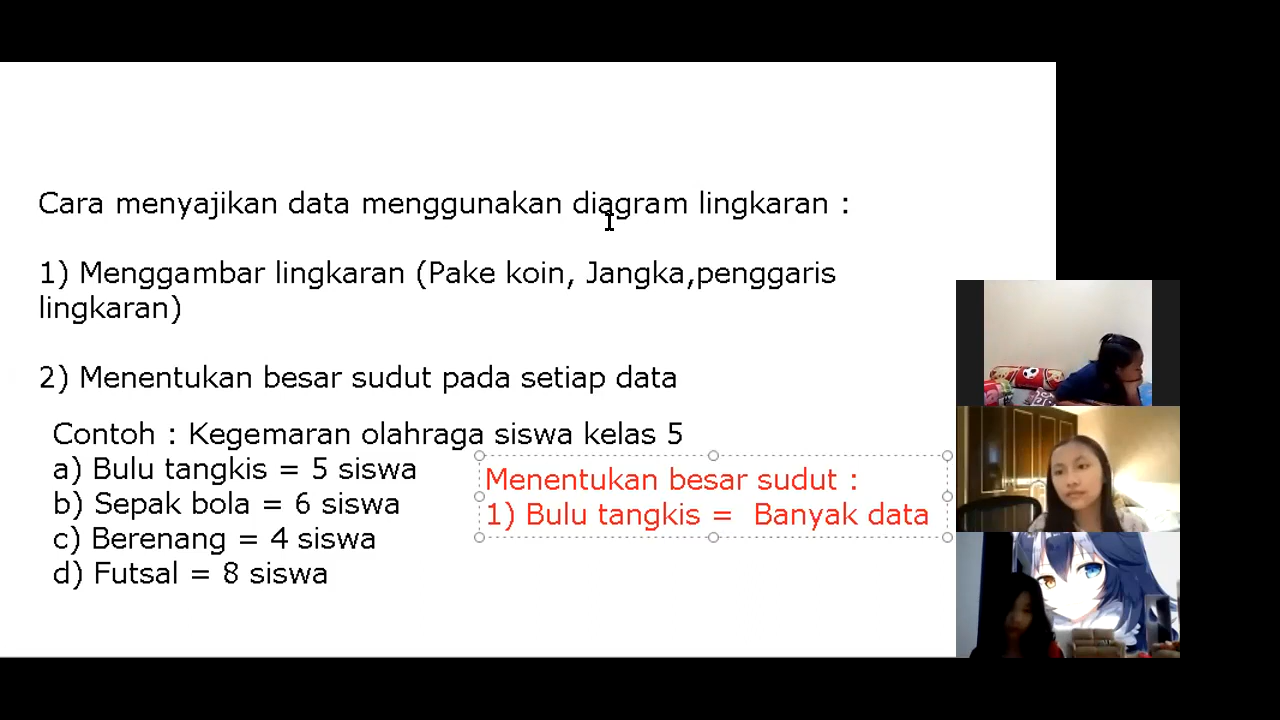 Cara menyajikan data menggunakan diagram lingkaran :
1) Menggambar lingkaran (Pake koin, Jangka,penggaris
lingkaran)
2) Menentukan besar sudut pada setiap data
Contoh : Kegemaran olahraga siswa kelas 5
a) Bulu tangkis = 5 siswa
b) Sepak bola = 6 siswa
c) Berenang = 4 siswa
d) Futsal = 8 siswa
Menentukan besar sudut :
1) Bulu tangkis = Banyak data